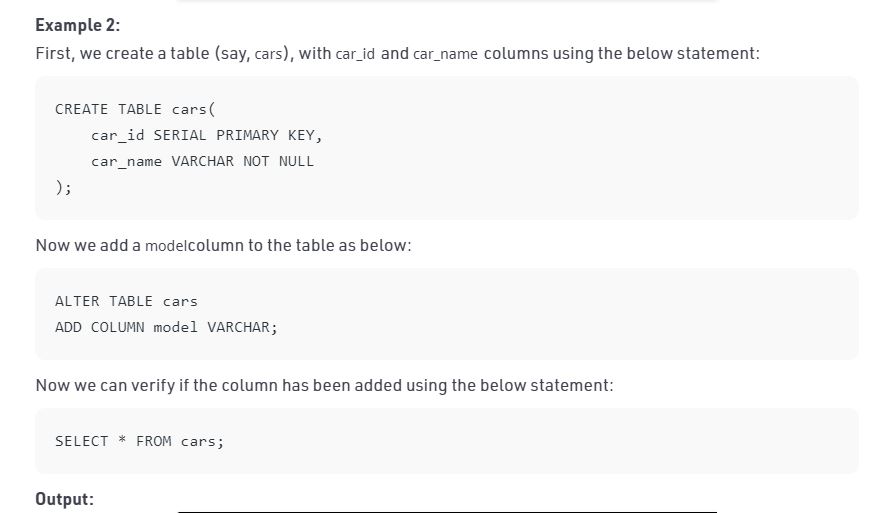 Example 2:
First, we create a table (say, cars), with car_id and car_name columns using the below statement:
CREATE TABLE cars(
    car_id SERIAL PRIMARY KEY,
    car_name VARCHAR NOT NULL
);
Now we add a modelcolumn to the table as below:
ALTER TABLE cars
ADD COLUMN model VARCHAR;
Now we can verify if the column has been added using the below statement:
SELECT * FROM cars;
Output: